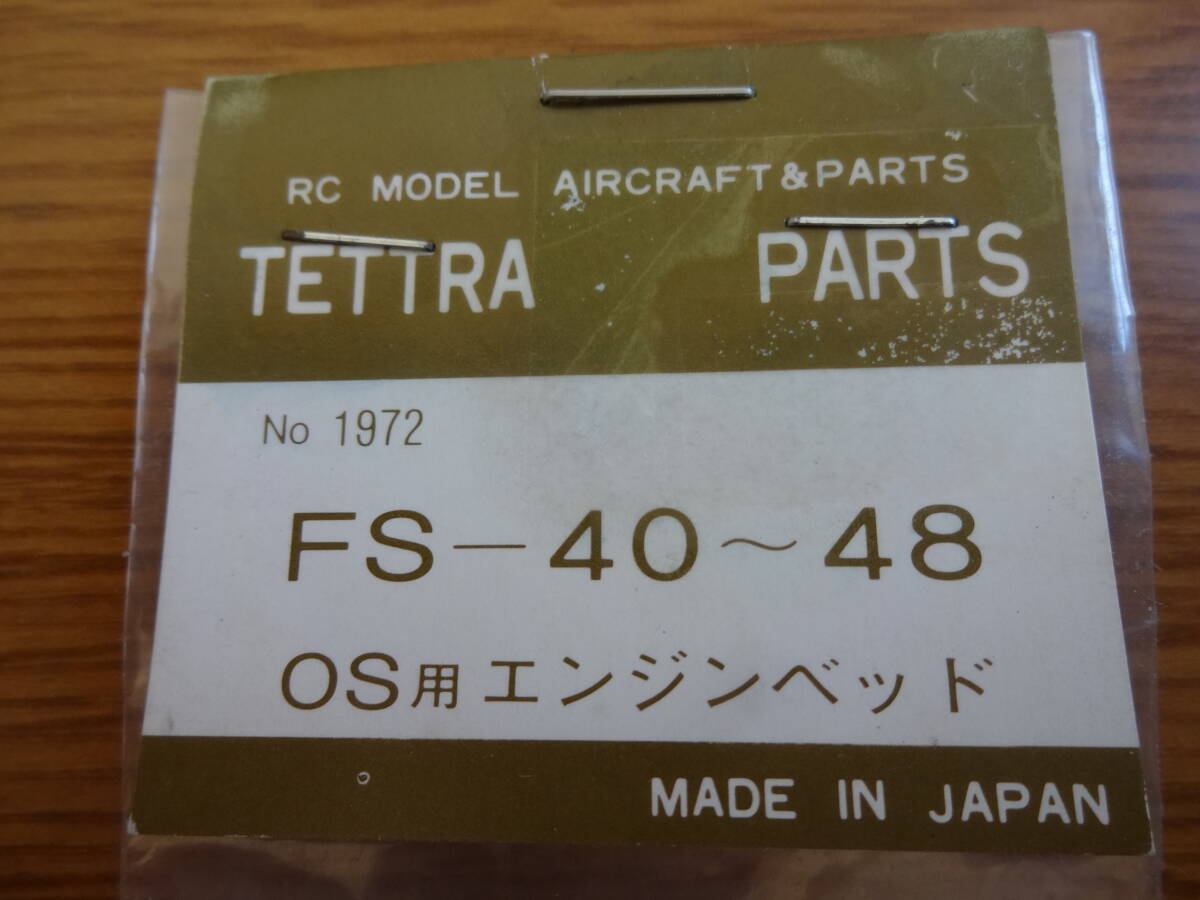 RC MODEL AIRCRAFT & PARTS
TETTRA PARTS
No 1972
FS－40～48
OS用エンジンベッド
MADE IN JAPAN